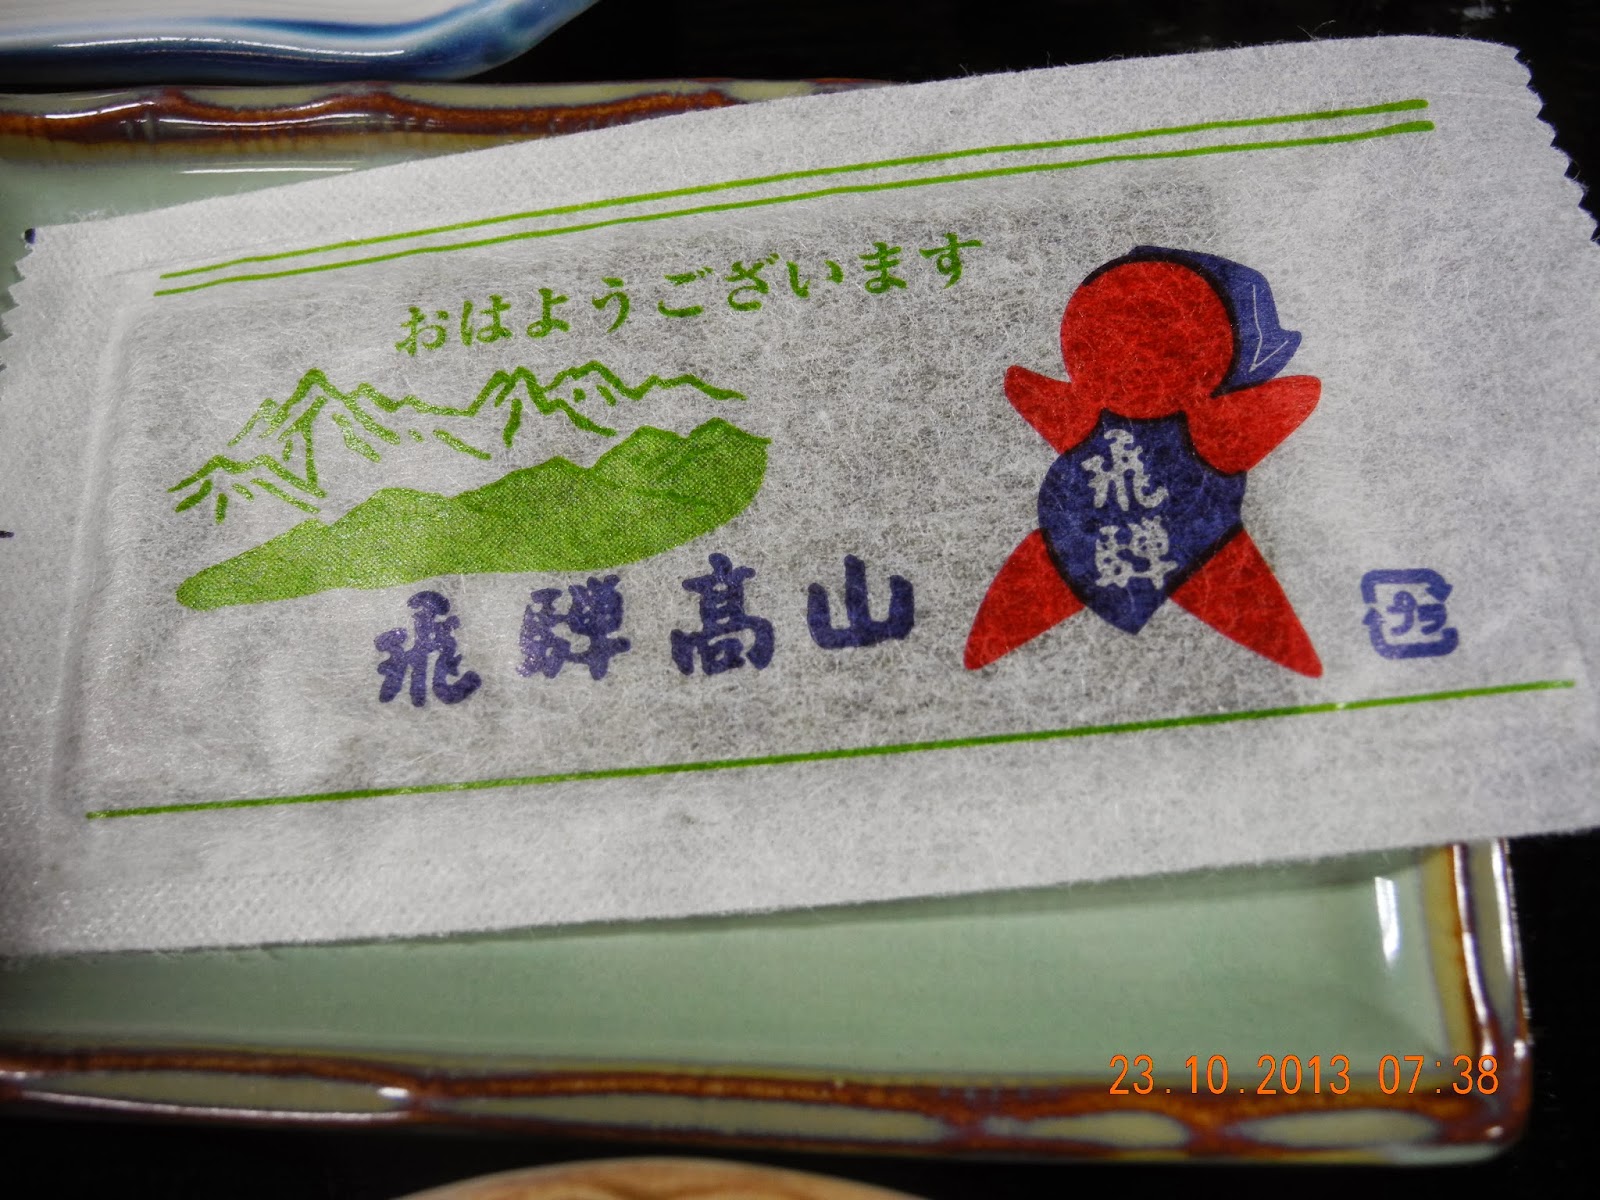 おはようございます
飛騨高山
飛
騨
プラ
23.10.2013 07:38